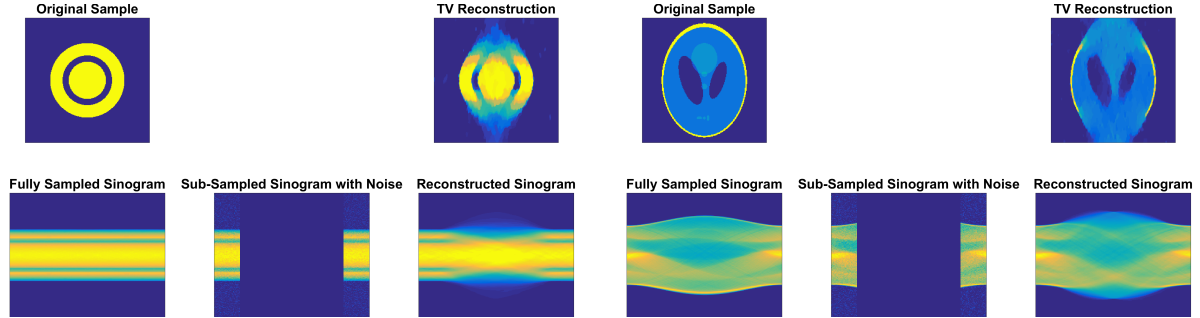 Original Sample
TV Reconstruction
Original Sample
TV Reconstruction
Fully Sampled Sinogram
Sub-Sampled Sinogram with Noise
Reconstructed Sinogram
Fully Sampled Sinogram
Sub-Sampled Sinogram with Noise
Reconstructed Sinogram